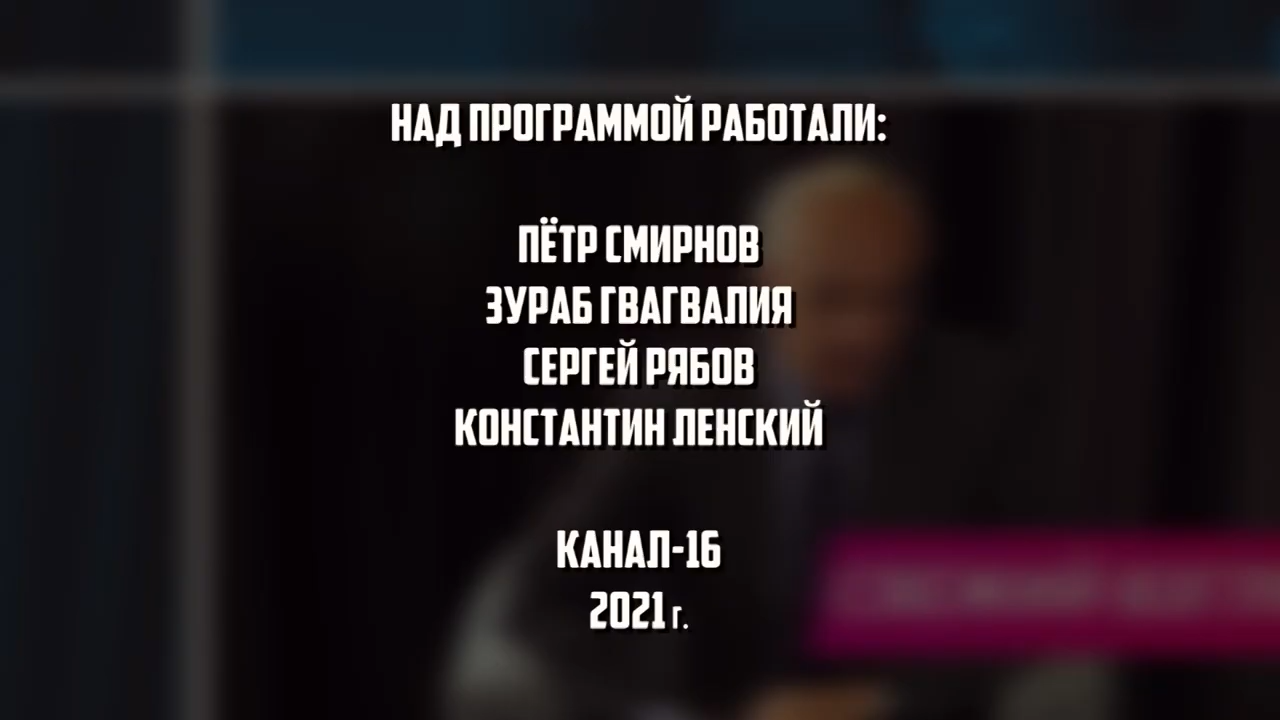 НАД ПРОГРАММОЙ РАБОТАЛИ:
ПЁТР СМИРНОВ
ЗУРАБ ГВАГВАЛИЯ
СЕРГЕЙ РЯБОВ
КОНСТАНТИН ЛЕНСКИЙ
КАНАЛ-16
2021 г.